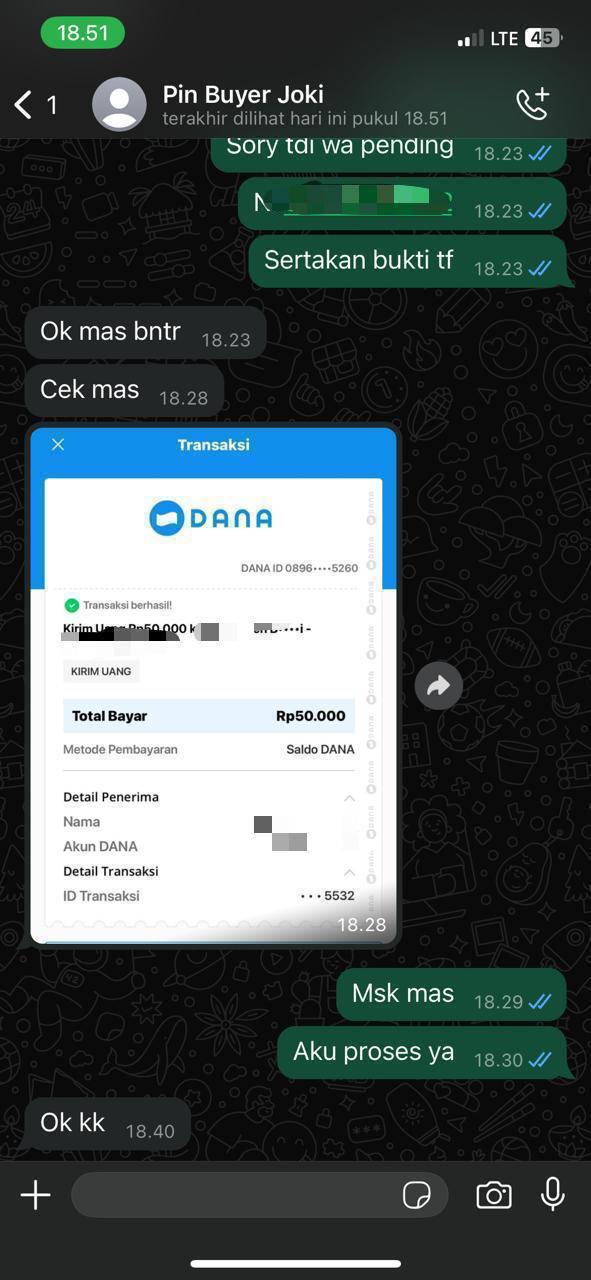 18.51
LTE 45
1
Pin Buyer Joki
terakhir dilihat hari ini pukul 18.51
Sory tdi wa pending 18.23
N 18.23
Sertakan bukti tf 18.23
Ok mas bntr 18.23
Cek mas 18.28
Transaksi
DANA
DANA ID 0896••••5260
Transaksi berhasil!
Kirim Uang Rp50.000 k
KIRIM UANG
Total Bayar Rp50.000
Metode Pembayaran Saldo DANA
Detail Penerima
Nama
Akun DANA
Detail Transaksi
ID Transaksi ••• 5532
18.28
Msk mas 18.29
Aku proses ya 18.30
Ok kk 18.40